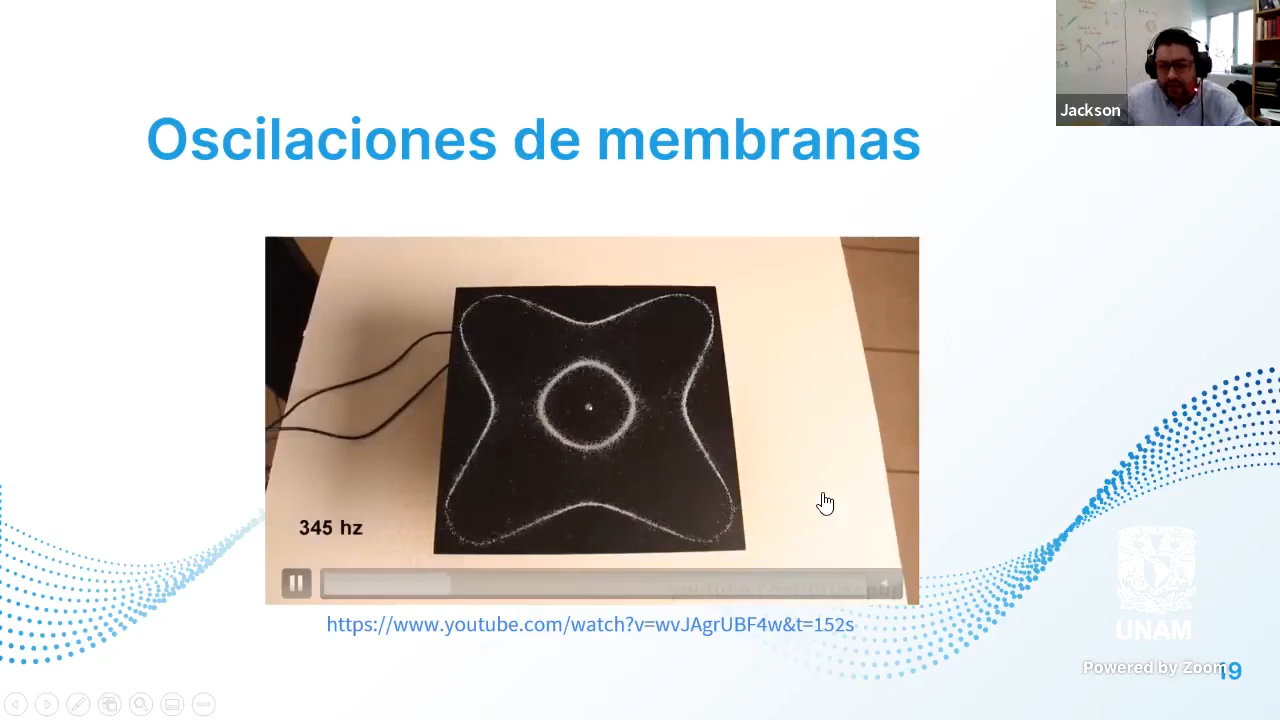 Jackson
Oscilaciones de membranas
345 hz
https://www.youtube.com/watch?v=wvJAgrUBF4w&t=152s
UNAM
Powered by Zoom
19